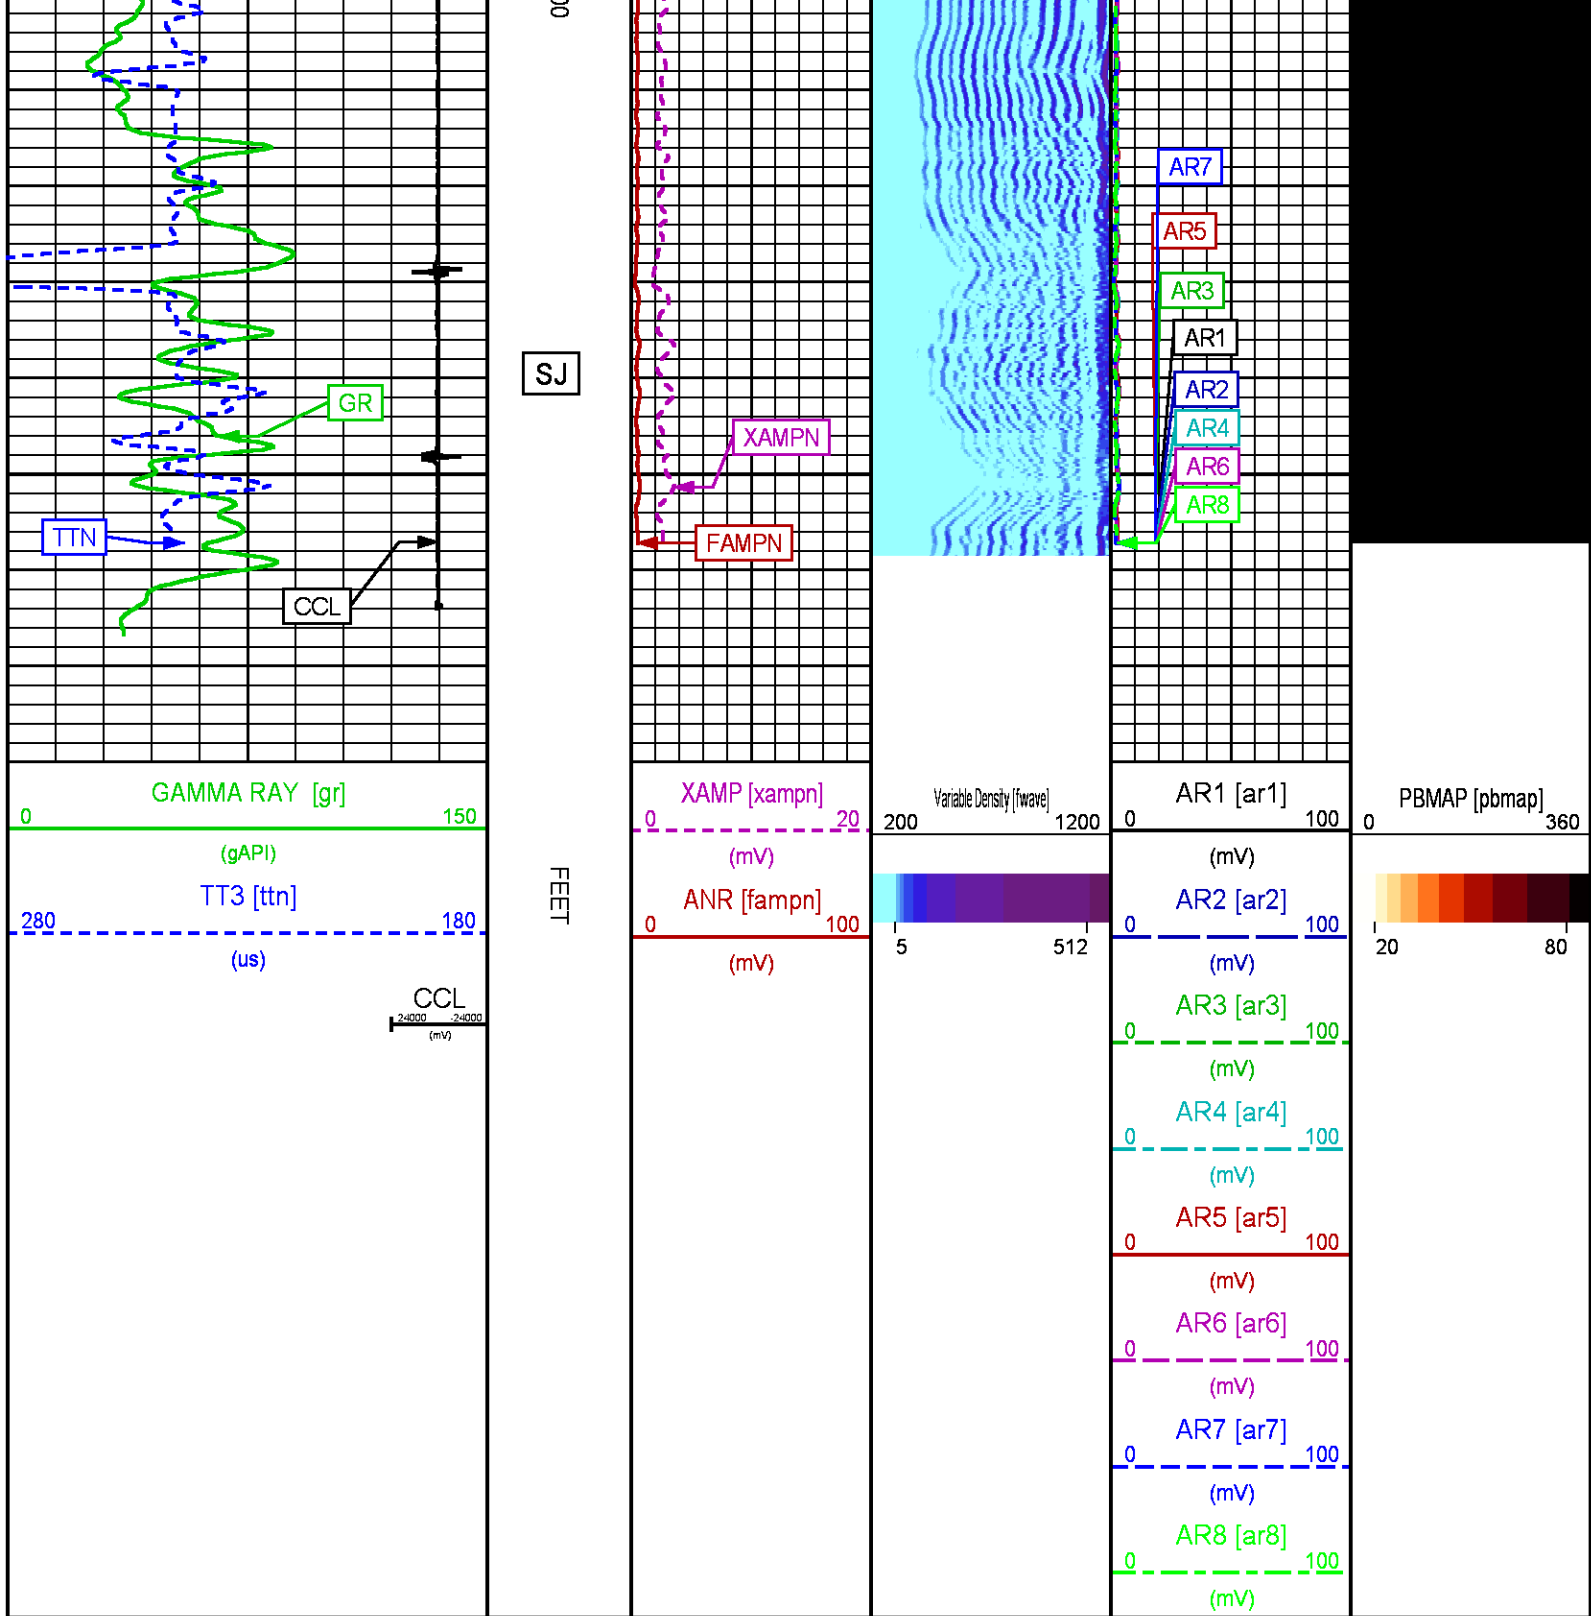 00
AR7
AR5
AR3
AR1
SJ
AR2
GR
AR4
XAMPN
AR6
AR8
TTN
FAMPN
CCL
GAMMA RAY [gr]
0 150
(gAPI)
TT3 [ttn]
280 180
(us)
CCL
24000 -24000
(mV)
FEET
XAMP [xampn]
0 20
(mV)
ANR [fampn]
0 100
(mV)
Variable Density [fwave]
200 1200
5 512
AR1 [ar1]
0 100
(mV)
AR2 [ar2]
0 100
(mV)
AR3 [ar3]
0 100
(mV)
AR4 [ar4]
0 100
(mV)
AR5 [ar5]
0 100
(mV)
AR6 [ar6]
0 100
(mV)
AR7 [ar7]
0 100
(mV)
AR8 [ar8]
0 100
(mV)
PBMAP [pbmap]
0 360
20 80